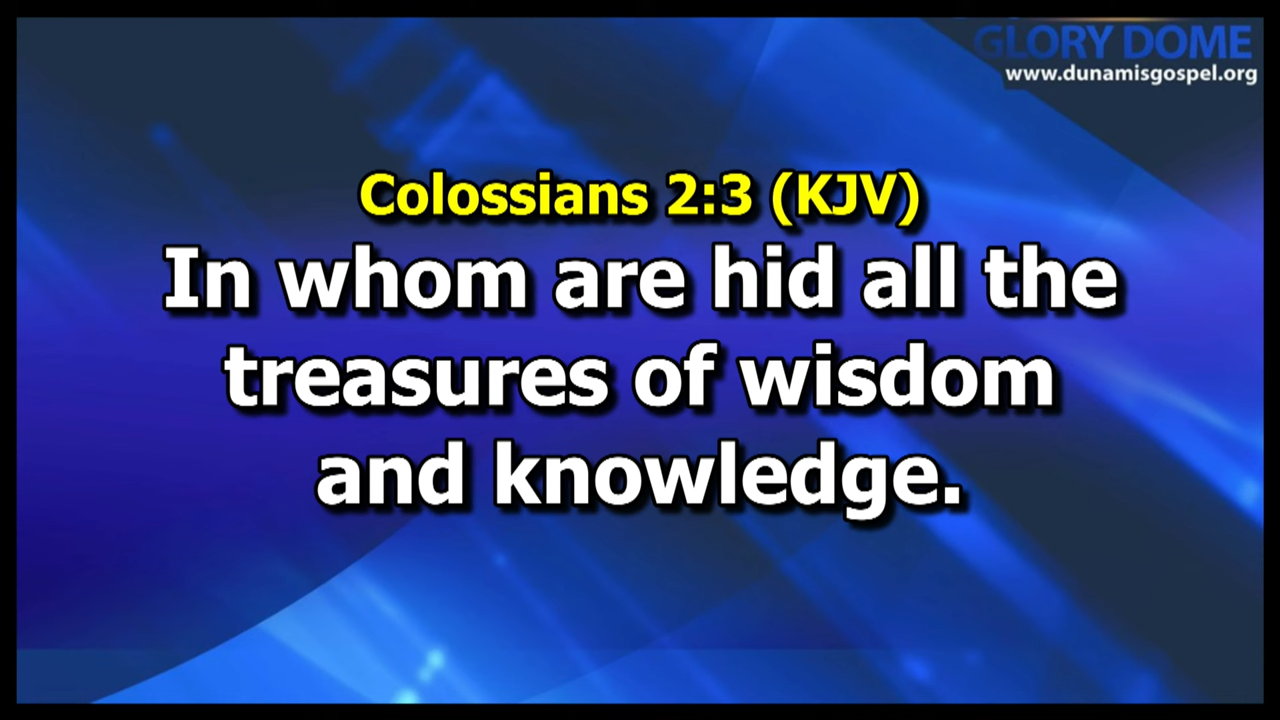 GLORY DOME
www.dunamisgospel.org
Colossians 2:3 (KJV)
In whom are hid all the
treasures of wisdom
and knowledge.